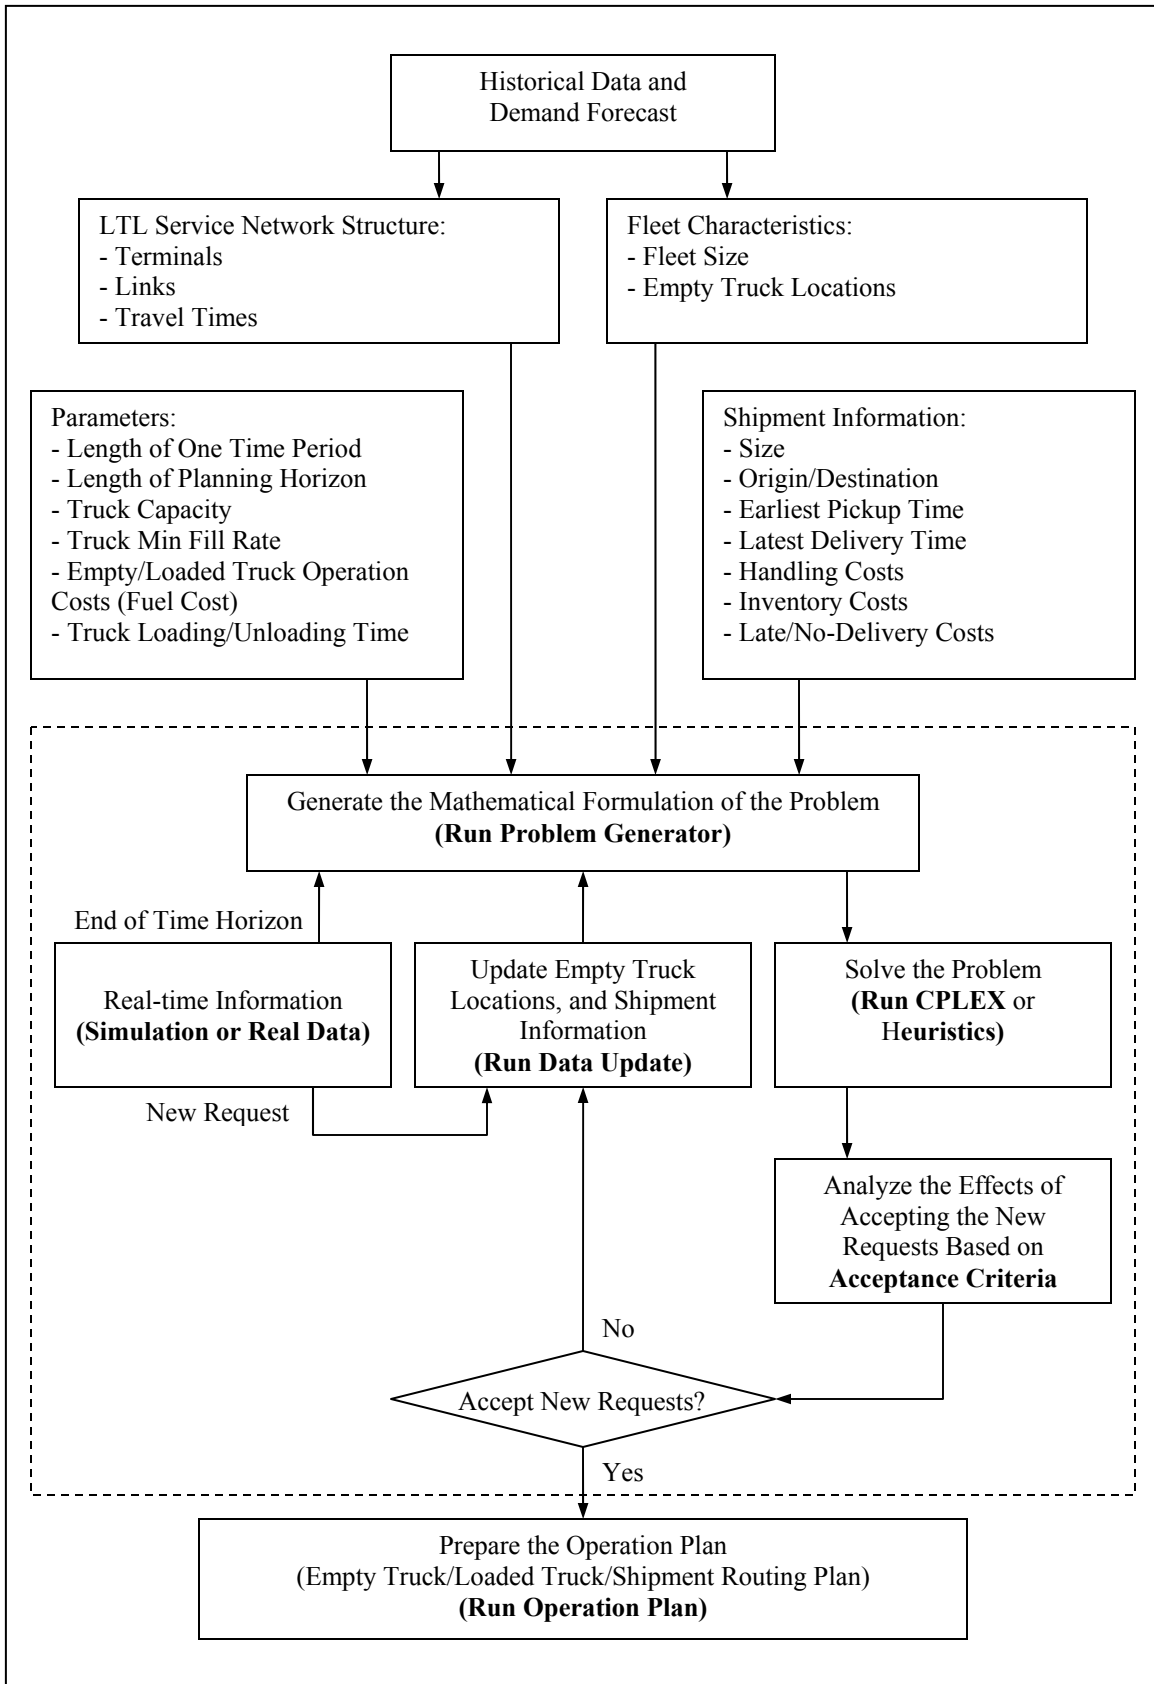 Historical Data and
Demand Forecast
LTL Service Network Structure:
- Terminals
- Links
- Travel Times
Fleet Characteristics:
- Fleet Size
- Empty Truck Locations
Parameters:
- Length of One Time Period
- Length of Planning Horizon
- Truck Capacity
- Truck Min Fill Rate
- Empty/Loaded Truck Operation
Costs (Fuel Cost)
- Truck Loading/Unloading Time
Shipment Information:
- Size
- Origin/Destination
- Earliest Pickup Time
- Latest Delivery Time
- Handling Costs
- Inventory Costs
- Late/No-Delivery Costs
Generate the Mathematical Formulation of the Problem
(Run Problem Generator)
End of Time Horizon
Real-time Information
(Simulation or Real Data)
New Request
Update Empty Truck
Locations, and Shipment
Information
(Run Data Update)
Solve the Problem
(Run CPLEX or
Heuristics)
Analyze the Effects of
Accepting the New
Requests Based on
Acceptance Criteria
No
Accept New Requests?
Yes
Prepare the Operation Plan
(Empty Truck/Loaded Truck/Shipment Routing Plan)
(Run Operation Plan)